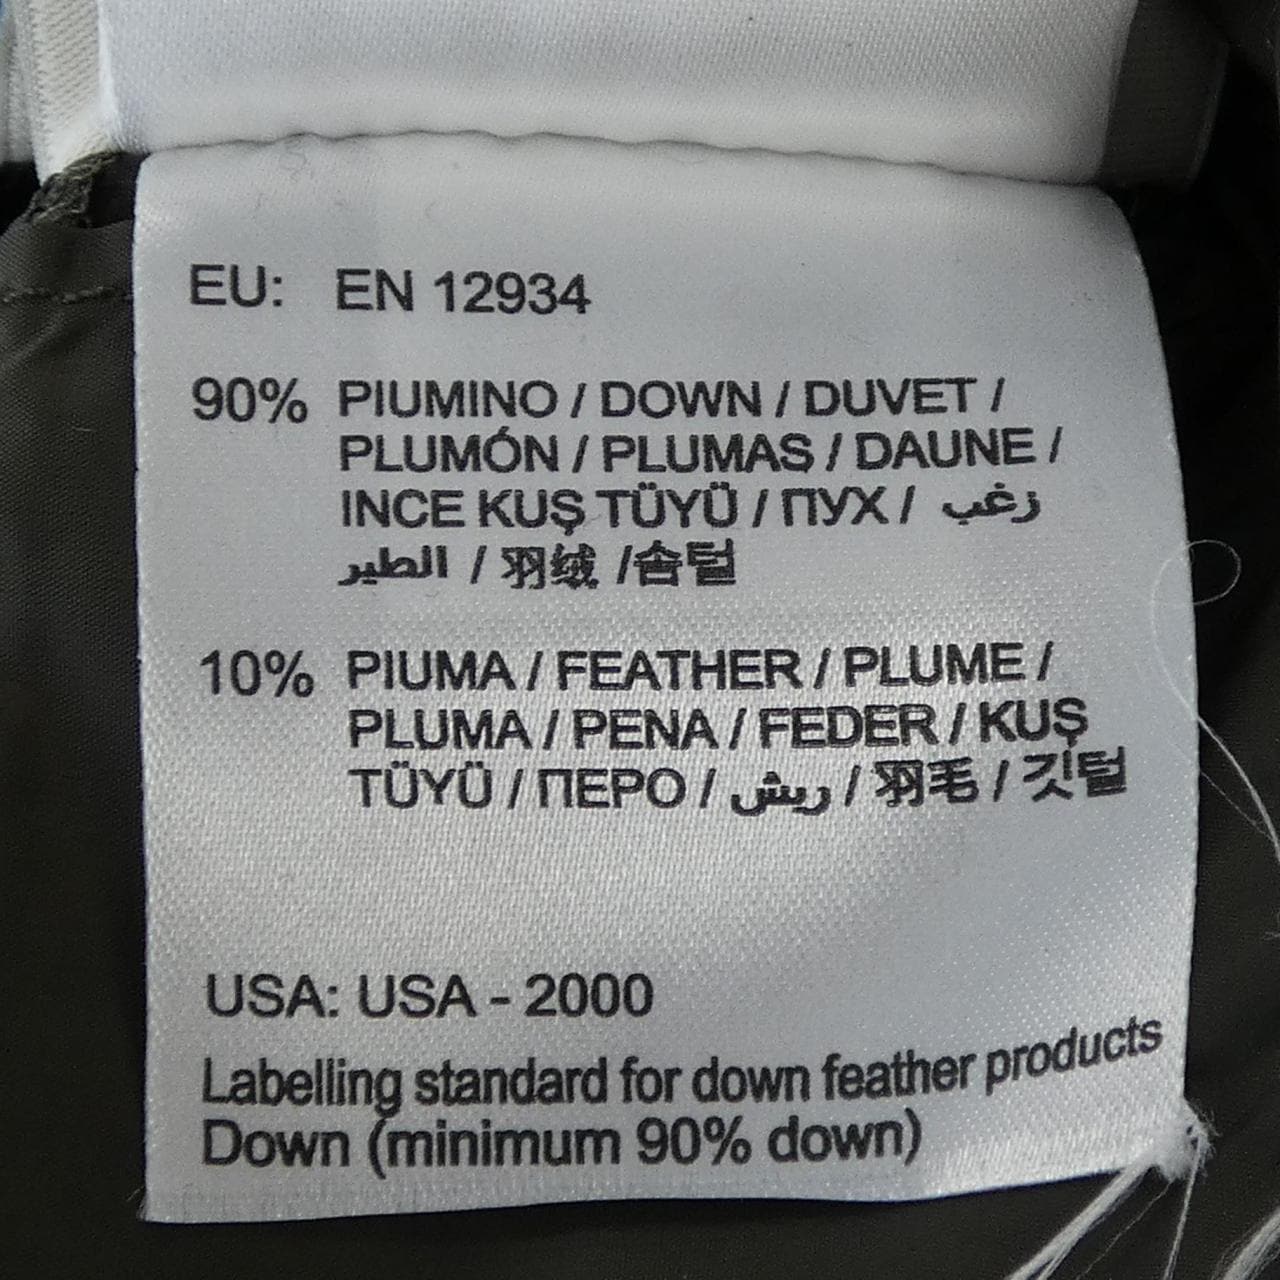 EU: EN 12934
90% PIUMINO / DOWN / DUVET /
PLUMÓN / PLUMAS / DAUNE /
INCE KUŞ TÜYÜ / ПУХ / زغب
الطير / 羽绒 /솜털
10% PIUMA / FEATHER / PLUME /
PLUMA / PENA / FEDER / KUŞ
TÜYÜ / ПЕРО / ريش / 羽毛 / 깃털
USA: USA - 2000
Labelling standard for down feather products
Down (minimum 90% down)